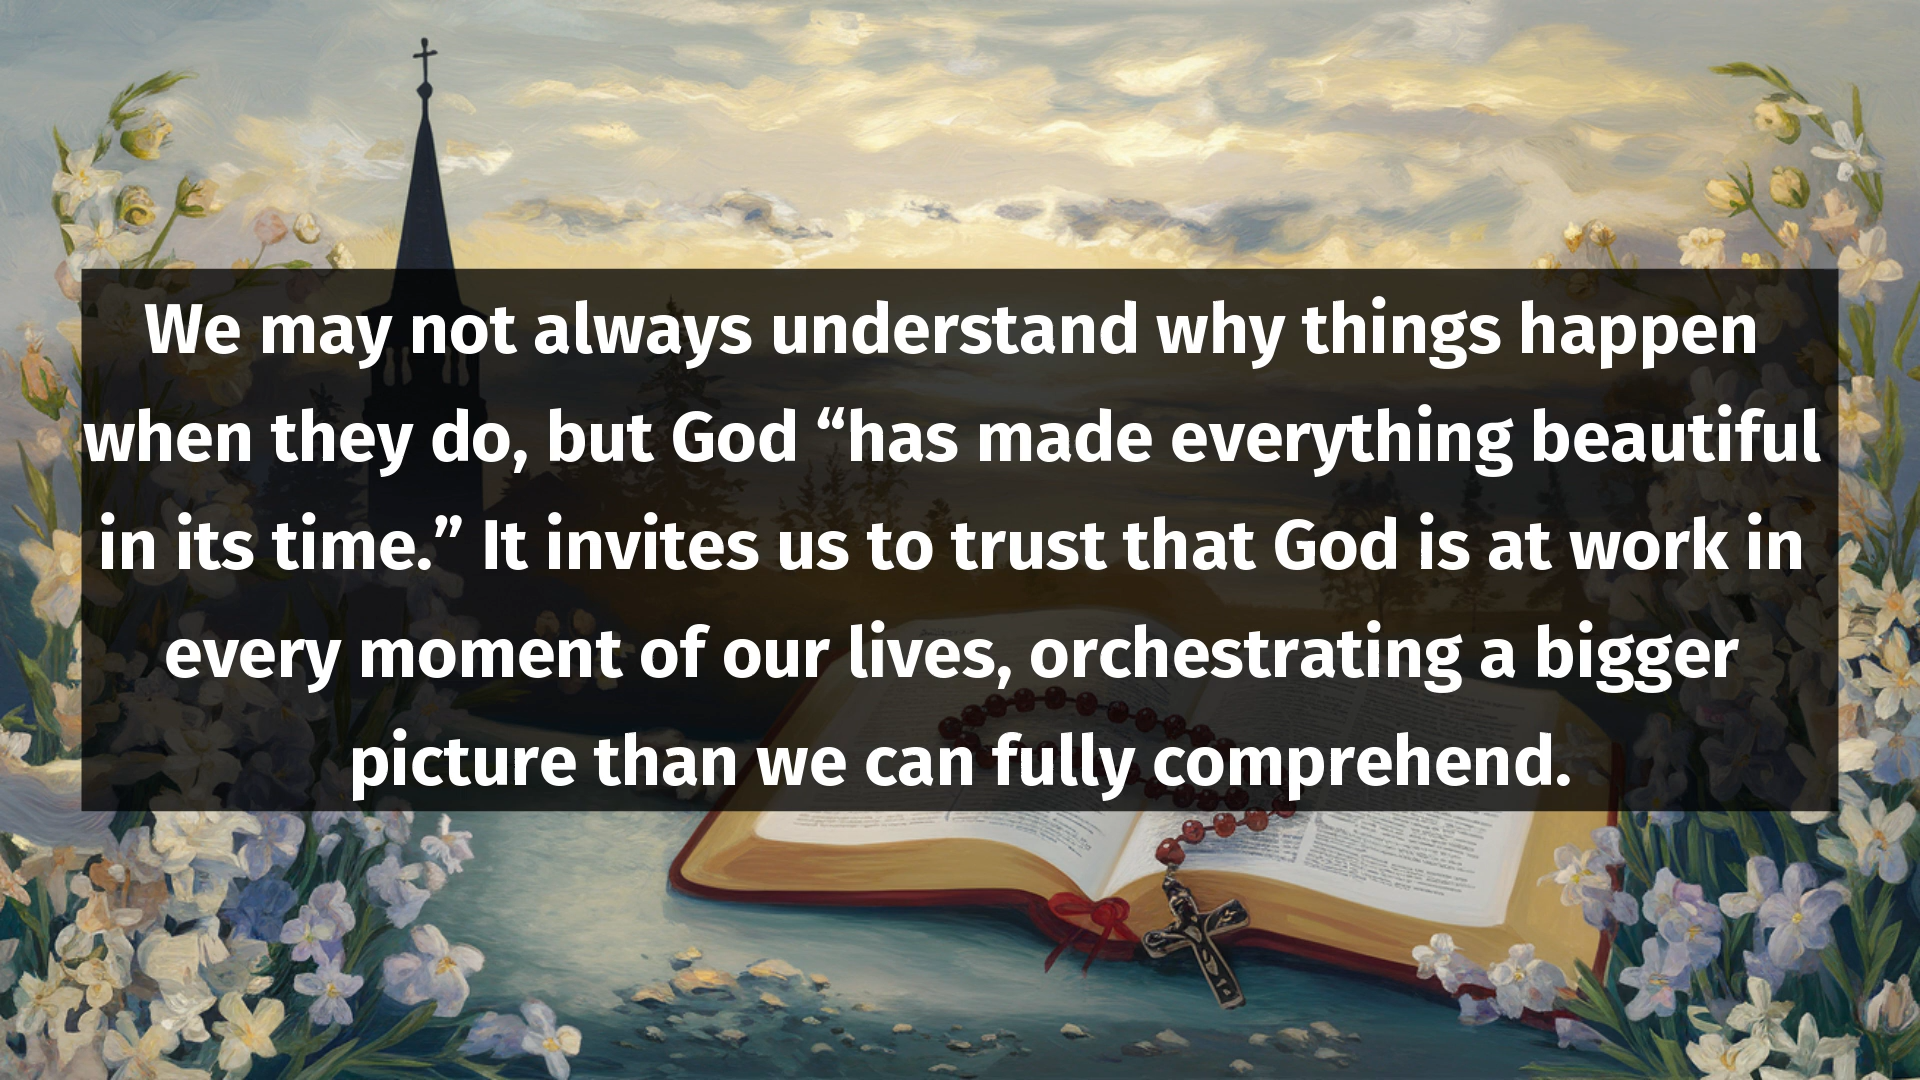 We may not always understand why things happen
when they do, but God “has made everything beautiful
in its time.” It invites us to trust that God is at work in
every moment of our lives, orchestrating a bigger
picture than we can fully comprehend.